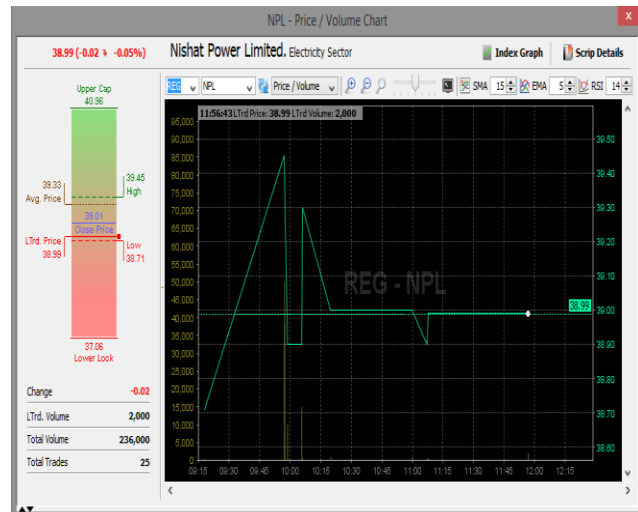 NPL - Price / Volume Chart
x
38.99 (-0.02 -0.05%)
Nishat Power Limited. Electricity Sector
Index Graph
Scrip Details
REG
NPL
Price / Volume
SMA 15
EMA 5
RSI 14
Upper Cap
40.96
39.33
Avg. Price
39.45
High
39.01
Close Price
LTrd. Price
38.99
Low
38.71
37.06
Lower Look
Change -0.02
LTrd. Volume 2,000
Total Volume 236,000
Total Trades 25
11:56:43 LTrd Price: 38.99 LTrd Volume: 2,000
95,000
90,000
85,000
80,000
75,000
70,000
65,000
60,000
55,000
50,000
45,000
40,000
35,000
30,000
25,000
20,000
15,000
10,000
5,000
0
REG - NPL
39.50
39.40
39.30
39.20
39.10
38.99
39.00
38.90
38.80
38.70
38.60
09:15 09:30 09:45 10:00 10:15 10:30 10:45 11:00 11:15 11:30 11:45 12:00 12:15